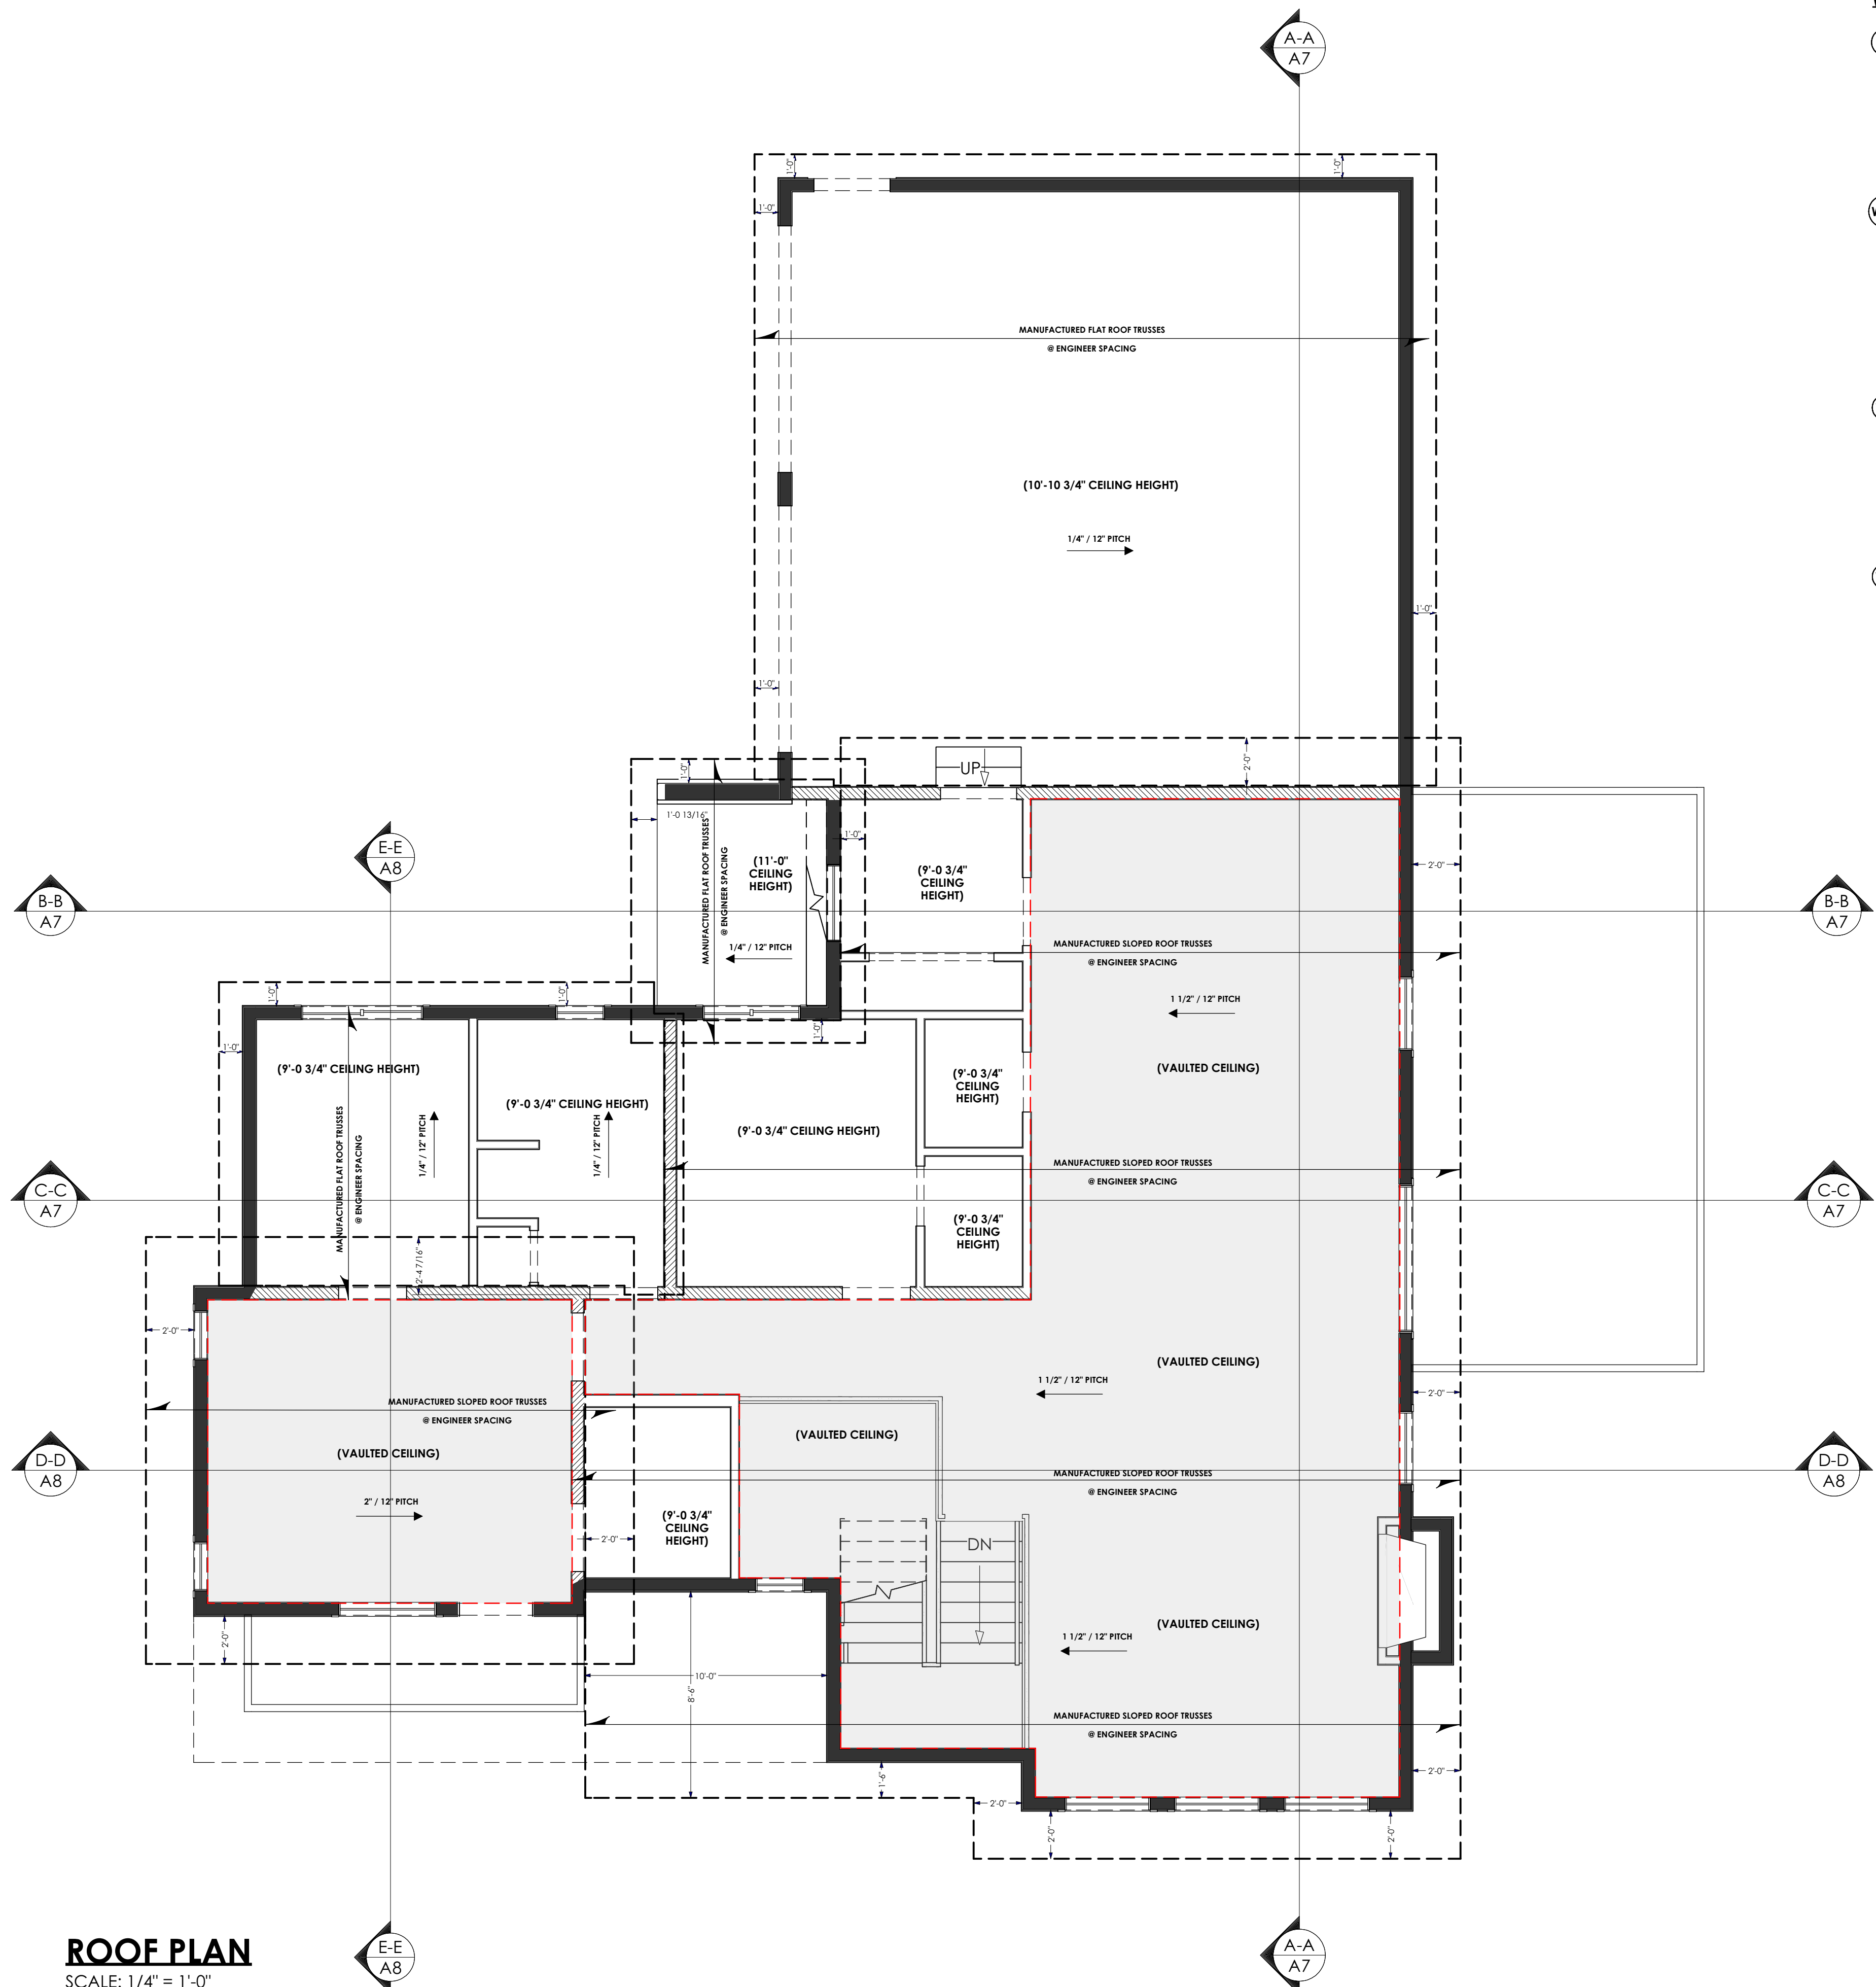 A-A
A7
1'-0"
1'-0"
1'-0"
MANUFACTURED FLAT ROOF TRUSSES
@ ENGINEER SPACING
(10'-10 3/4" CEILING HEIGHT)
1/4" / 12" PITCH
1'-0"
1'-0"
UP
2'-0"
1'-0"
1'-0 13/16"
MANUFACTURED FLAT ROOF TRUSSES
@ ENGINEER SPACING
(11'-0"
CEILING
HEIGHT)
1'-0"
1/4" / 12" PITCH
(9'-0 3/4"
CEILING
HEIGHT)
2'-0"
E-E
A8
B-B
A7
B-B
A7
MANUFACTURED SLOPED ROOF TRUSSES
@ ENGINEER SPACING
1 1/2" / 12" PITCH
1'-0"
1'-0"
1'-0"
1'-0"
(9'-0 3/4" CEILING HEIGHT)
(9'-0 3/4" CEILING HEIGHT)
(9'-0 3/4" CEILING HEIGHT)
(9'-0 3/4"
CEILING
HEIGHT)
(VAULTED CEILING)
MANUFACTURED FLAT ROOF TRUSSES
@ ENGINEER SPACING
1/4" / 12" PITCH
1/4" / 12" PITCH
MANUFACTURED SLOPED ROOF TRUSSES
@ ENGINEER SPACING
C-C
A7
C-C
A7
(9'-0 3/4"
CEILING
HEIGHT)
2'-4 7/16"
2'-0"
(VAULTED CEILING)
1 1/2" / 12" PITCH
2'-0"
MANUFACTURED SLOPED ROOF TRUSSES
@ ENGINEER SPACING
(VAULTED CEILING)
(VAULTED CEILING)
D-D
A8
D-D
A8
MANUFACTURED SLOPED ROOF TRUSSES
@ ENGINEER SPACING
2" / 12" PITCH
(9'-0 3/4"
CEILING
HEIGHT)
2'-0"
DN
(VAULTED CEILING)
1 1/2" / 12" PITCH
2'-0"
10'-0"
8'-6"
MANUFACTURED SLOPED ROOF TRUSSES
@ ENGINEER SPACING
1'-6"
2'-0"
2'-0"
2'-0"
2'-0"
ROOF PLAN
SCALE: 1/4" = 1'-0"
E-E
A8
A-A
A7